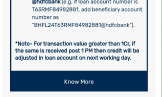 @hdfcbank (e.g. If loan account number is
T63RMF84982881, add beneficiary account
number as
"BHFL24T63RMF84982881@hdfcbank").
*Note- For transaction value greater than 1Cr, If
the same is received post 1 PM then credit will be
adjusted in loan account on next working day.
Know More